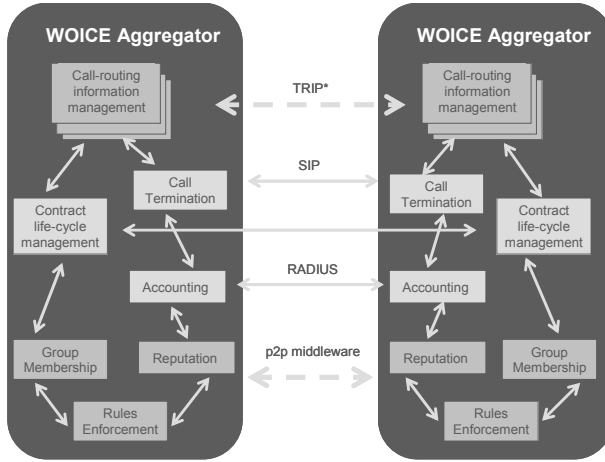 WOICE Aggregator
Call-routing
information
management
Call
Termination
Contract
life-cycle
management
Accounting
Group
Membership
Reputation
Rules
Enforcement
TRIP*
SIP
RADIUS
p2p middleware
WOICE Aggregator
Call-routing
information
management
Call
Termination
Contract
life-cycle
management
Accounting
Reputation
Group
Membership
Rules
Enforcement